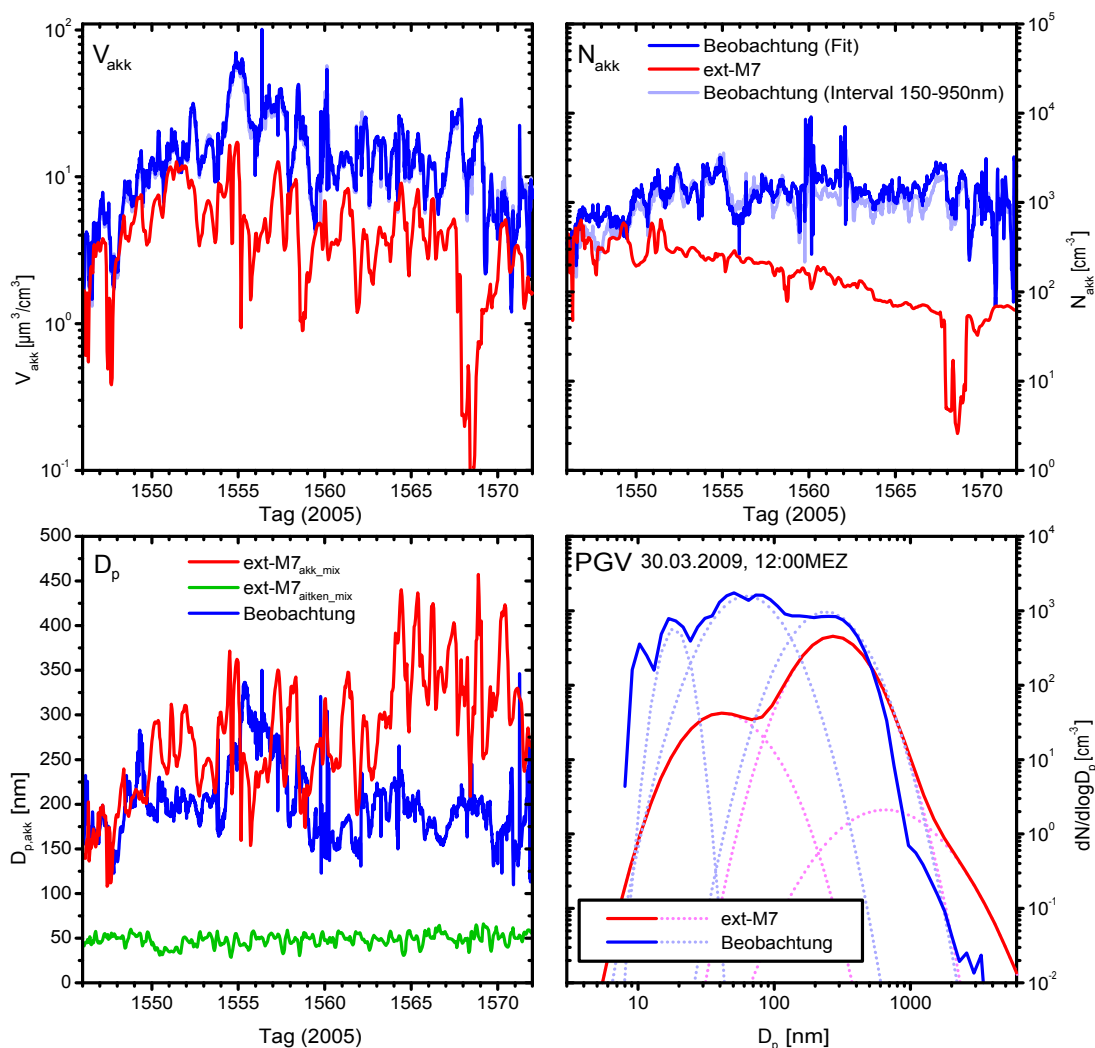 V_akk
10^2
10^1
10^0
10^-1
V_akk [µm^3/cm^3]
1550 1555 1560 1565 1570
Tag (2005)
N_akk
Beobachtung (Fit)
ext-M7
Beobachtung (Interval 150-950nm)
10^5
10^4
10^3
10^2
10^1
10^0
N_akk [cm^-3]
1550 1555 1560 1565 1570
Tag (2005)
D_p
ext-M7_akk_mix
ext-M7_aitken_mix
Beobachtung
500
450
400
350
300
250
200
150
100
50
0
D_p,akk [nm]
1550 1555 1560 1565 1570
Tag (2005)
PGV 30.03.2009, 12:00MEZ
10^4
10^3
10^2
10^1
10^0
10^-1
10^-2
dN/dlogD_p [cm^-3]
ext-M7
Beobachtung
10 100 1000
D_p [nm]